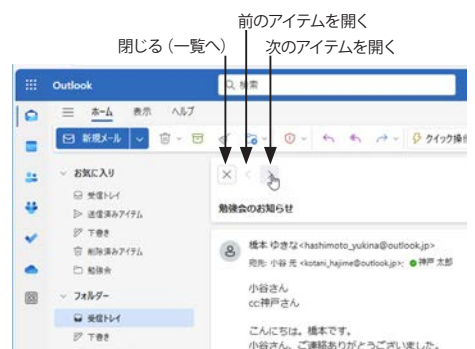 前のアイテムを開く
閉じる（一覧へ） 次のアイテムを開く
Outlook
検索
ホーム 表示 ヘルプ
新規メール クイック操作
お気に入り
受信トレイ
送信済みアイテム
下書き
削除済みアイテム
勉強会
フォルダー
受信トレイ
下書き
勉強会のお知らせ
橋本 ゆきな<hashimoto_yukina@outlook.jp>
宛先: 小谷 元 <kotani_hajime@outlook.jp>; 神戸 太郎
小谷さん
cc神戸さん
こんにちは。橋本です。
小谷さん、ご連絡ありがとうございました。